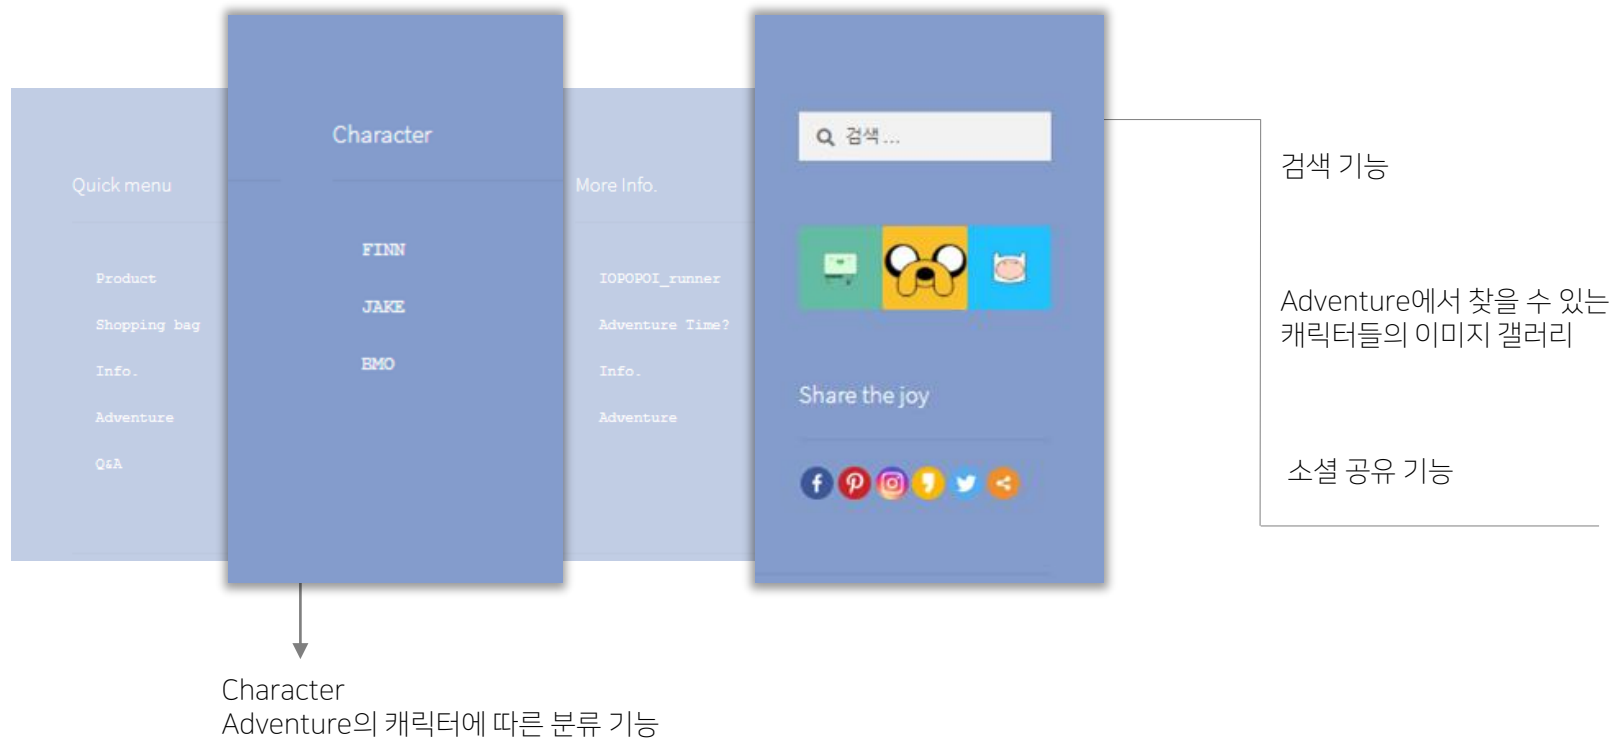 Quick menu
Product
Shopping bag
Info.
Adventure
Q&A
Character
FINN
JAKE
BMO
More Info.
IOPOPOI_runner
Adventure Time?
Info.
Adventure
검색 ...
Share the joy
검색 기능
Adventure에서 찾을 수 있는
캐릭터들의 이미지 갤러리
소셜 공유 기능
Character
Adventure의 캐릭터에 따른 분류 기능